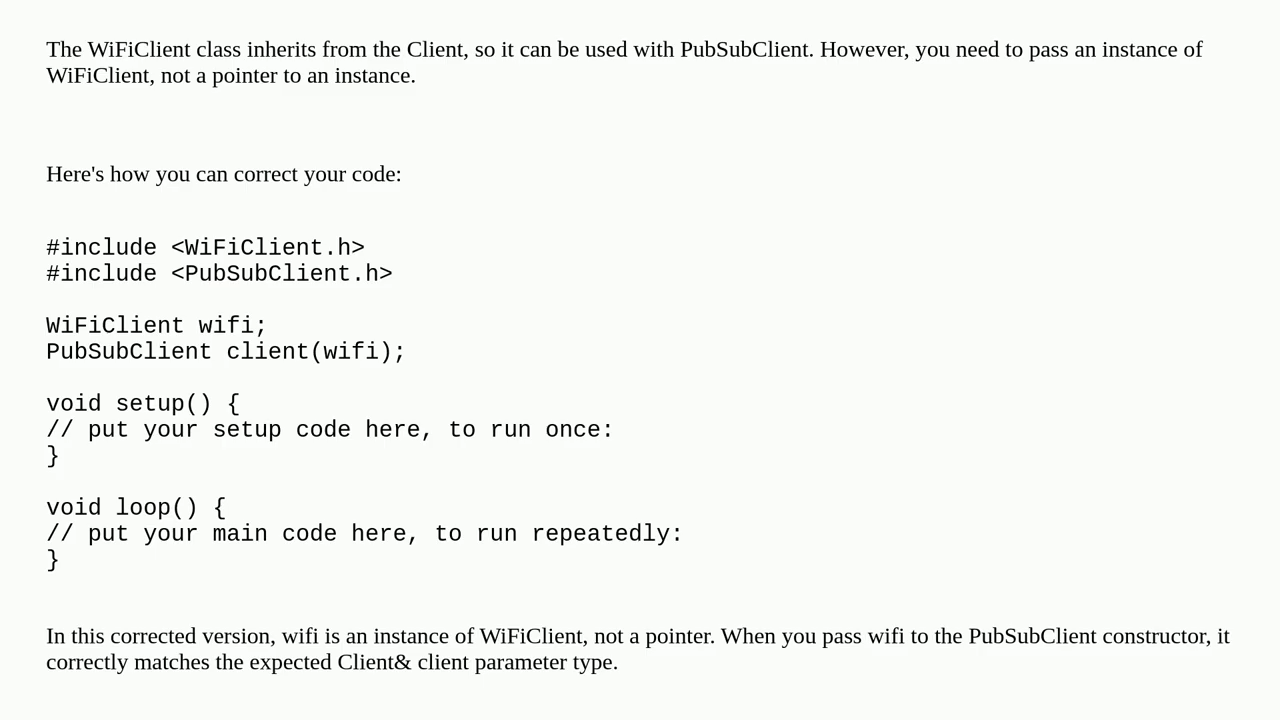 The WiFiClient class inherits from the Client, so it can be used with PubSubClient. However, you need to pass an instance of
WiFiClient, not a pointer to an instance.
Here's how you can correct your code:
#include <WiFiClient.h>
#include <PubSubClient.h>
WiFiClient wifi;
PubSubClient client(wifi);
void setup() {
// put your setup code here, to run once:
}
void loop() {
// put your main code here, to run repeatedly:
}
In this corrected version, wifi is an instance of WiFiClient, not a pointer. When you pass wifi to the PubSubClient constructor, it
correctly matches the expected Client& client parameter type.